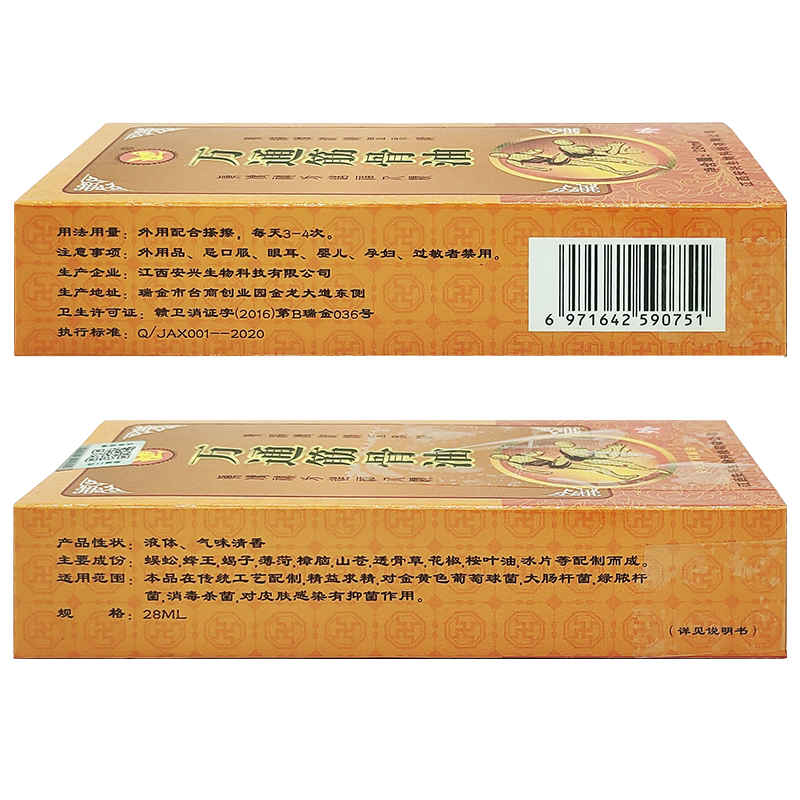 万通筋骨油
用法用量：外用配合搽擦，每天3-4次。
注意事项：外用品、忌口服、眼耳、婴儿、孕妇、过敏者禁用。
生产企业：江西安兴生物科技有限公司
生产地址：瑞金市台商创业园金龙大道东侧
卫生许可证：赣卫消证字(2016)第B瑞金036号
执行标准：Q/JAX001--2020
6 971642 590751
万通筋骨油
产品性状：液体、气味清香
主要成份：蜈蚣,蜂王,蝎子,薄菏,樟脑,山苍,透骨草,花椒,桉叶油,冰片等配制而成。
适用范围：本品在传统工艺配制,精益求精,对金黄色葡萄球菌,大肠杆菌,绿脓杆
菌,消毒杀菌,对皮肤感染有抑菌作用。
规　格：28ML
（详见说明书）